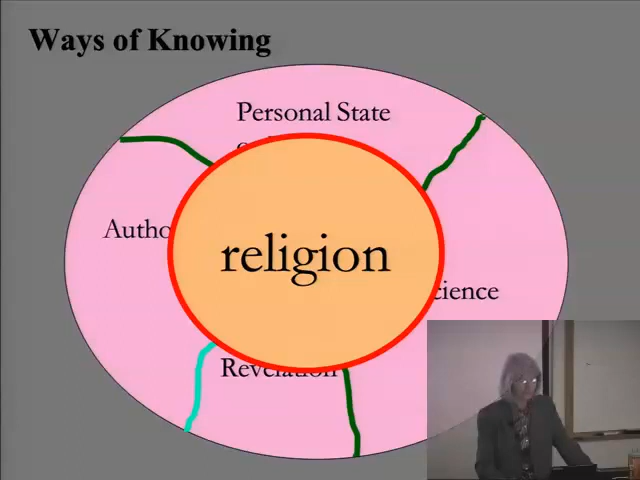 Ways of Knowing
Personal State
Autho
religion
cience
Revelation